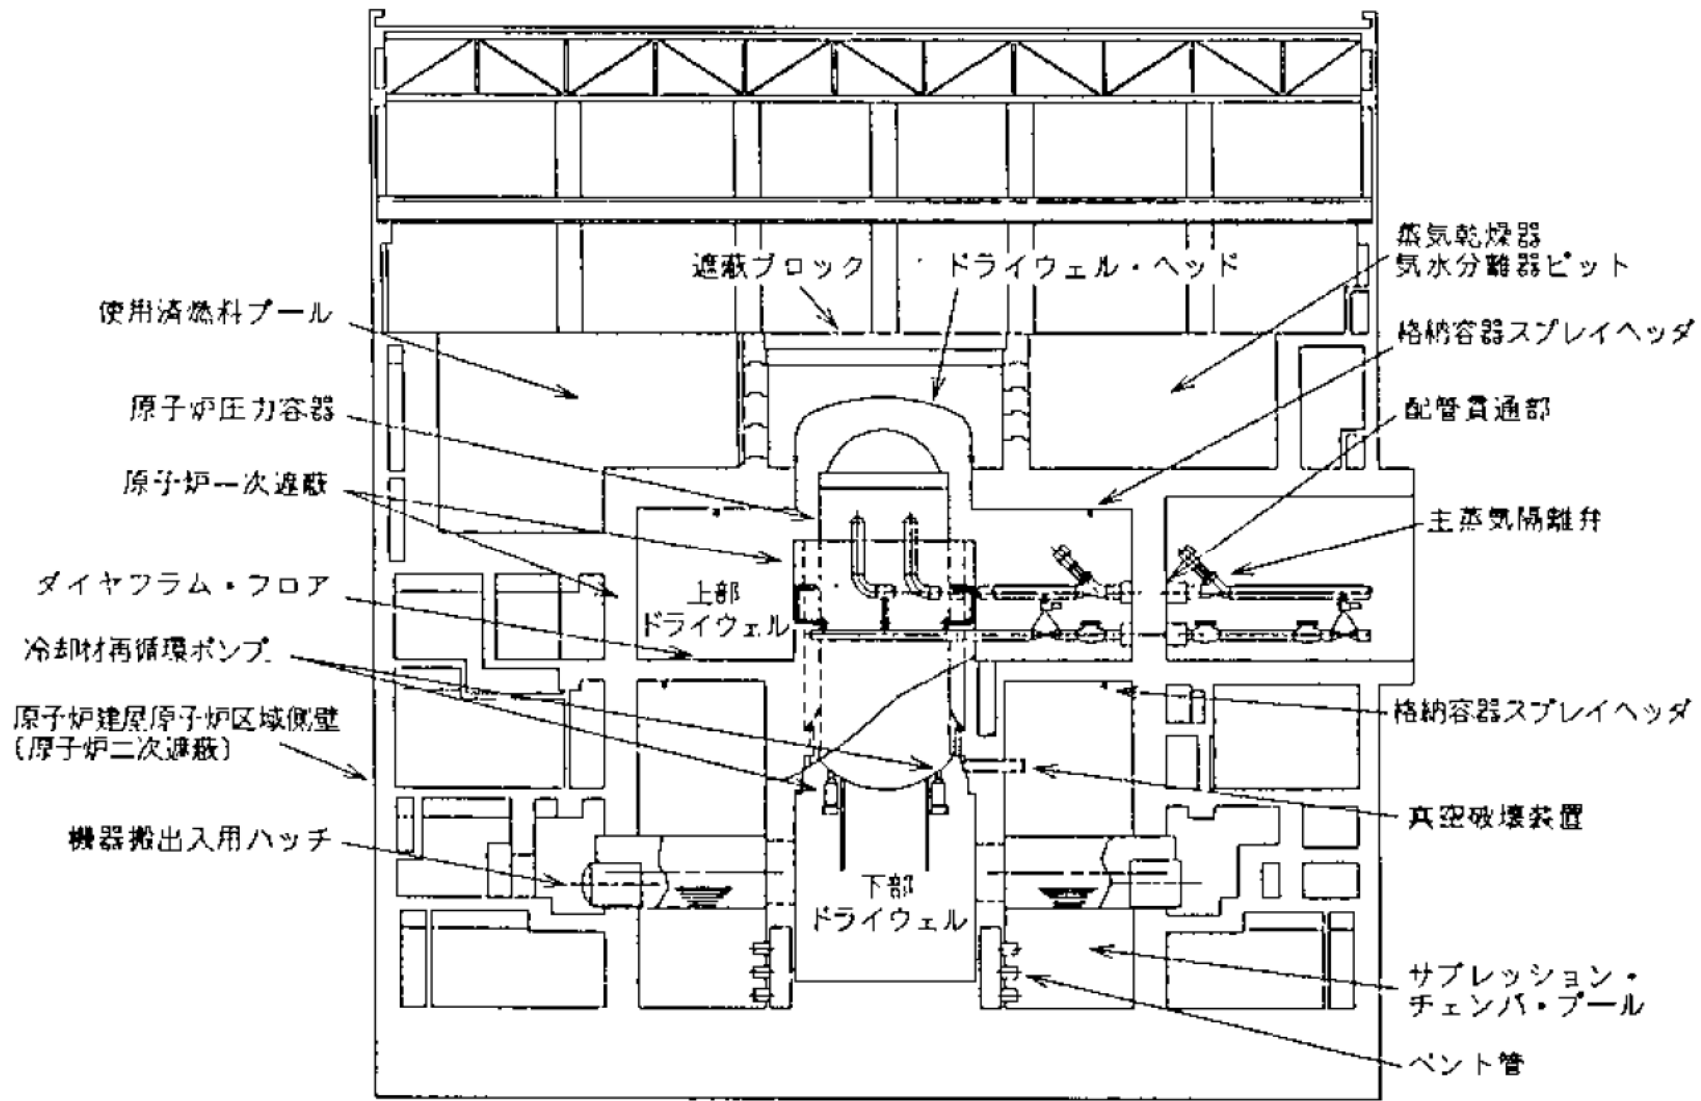 遮蔽ブロック
ドライウェル・ヘッド
蒸気乾燥器
気水分離器ピット
使用済燃料プール
格納容器スプレイヘッダ
原子炉圧力容器
配管貫通部
原子炉一次遮蔽
主蒸気隔離弁
ダイヤフラム・フロア
上部
ドライウェル
冷却材再循環ポンプ
原子炉建屋原子炉区域側壁
(原子炉二次遮蔽)
格納容器スプレイヘッダ
機器搬出入用ハッチ
真空破壊装置
下部
ドライウェル
サプレッション・
チェンバ・プール
ベント管